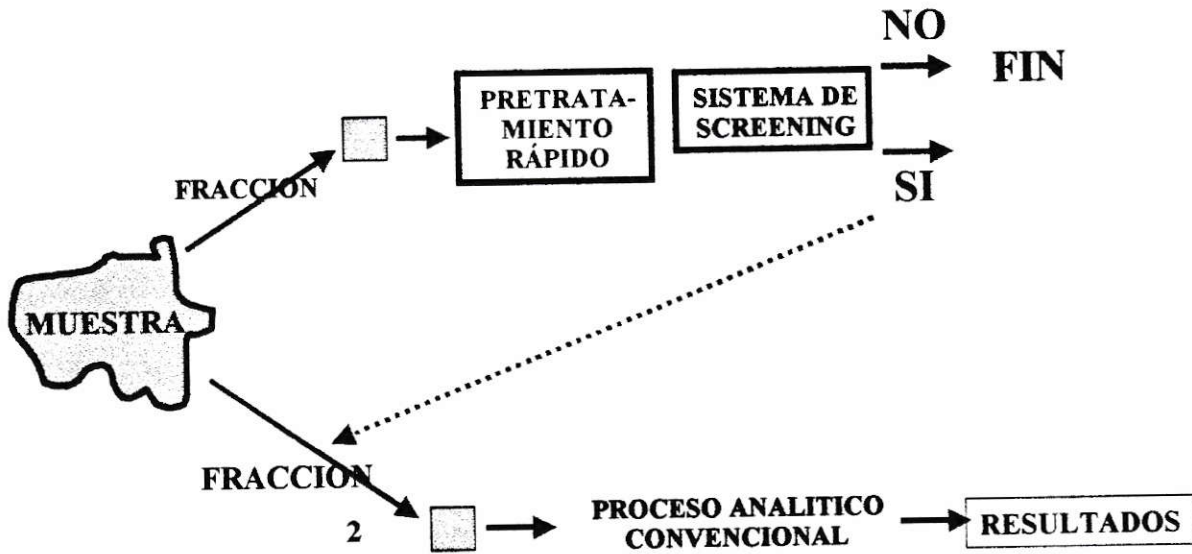 NO
FIN
PRETRATA-
MIENTO
RÁPIDO
SISTEMA DE
SCREENING
SI
FRACCION
MUESTRA
FRACCION
2
PROCESO ANALITICO
CONVENCIONAL
RESULTADOS